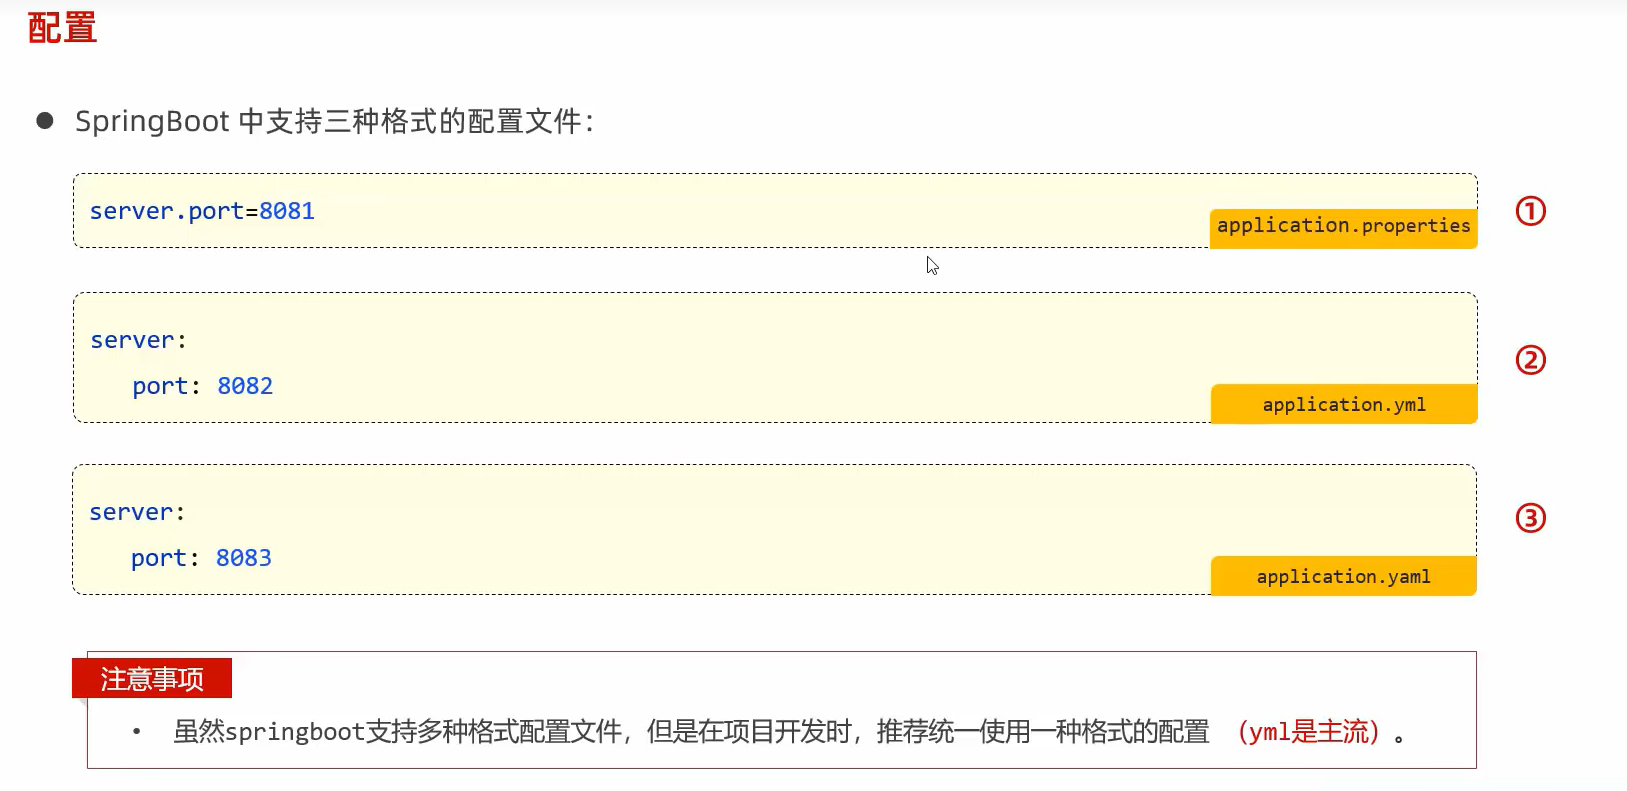 配置
● SpringBoot 中支持三种格式的配置文件：
server.port=8081
application.properties
①
server:
port: 8082
application.yml
②
server:
port: 8083
application.yaml
③
注意事项
• 虽然springboot支持多种格式配置文件，但是在项目开发时，推荐统一使用一种格式的配置 （yml是主流）。